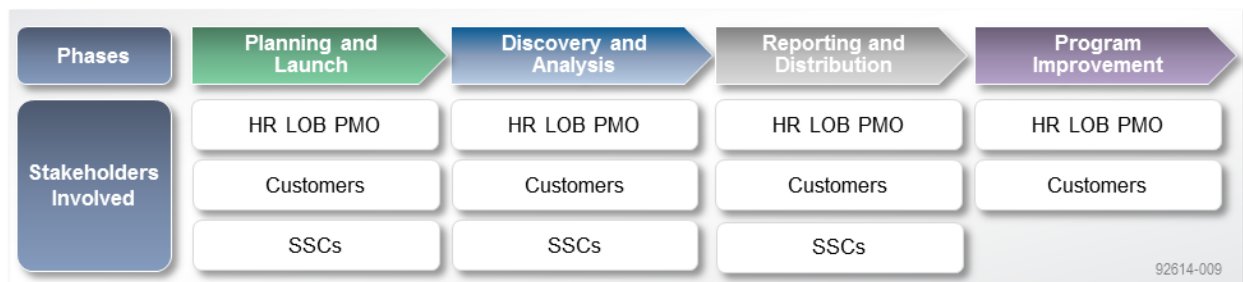 Phases
Planning and
Launch
Discovery and
Analysis
Reporting and
Distribution
Program
Improvement
Stakeholders
Involved
HR LOB PMO
HR LOB PMO
HR LOB PMO
HR LOB PMO
Customers
Customers
Customers
Customers
SSCs
SSCs
SSCs
92614-009